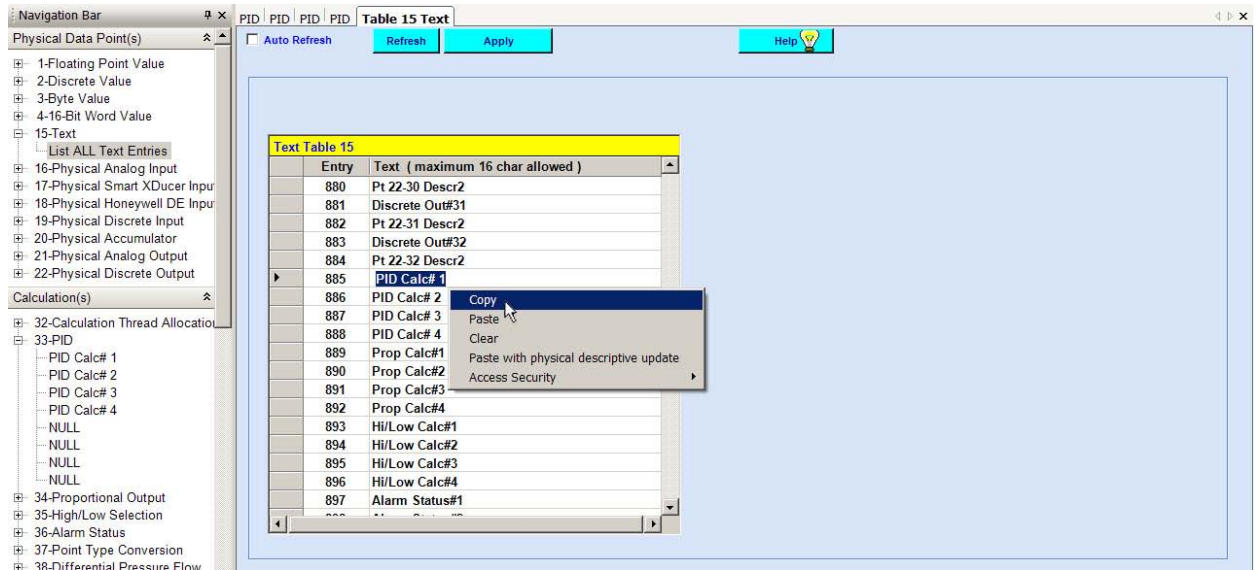 Navigation Bar
Physical Data Point(s)
1-Floating Point Value
2-Discrete Value
3-Byte Value
4-16-Bit Word Value
15-Text
List ALL Text Entries
16-Physical Analog Input
17-Physical Smart XDucer Inpu
18-Physical Honeywell DE Inpu
19-Physical Discrete Input
20-Physical Accumulator
21-Physical Analog Output
22-Physical Discrete Output
Calculation(s)
32-Calculation Thread Allocation
33-PID
PID Calc# 1
PID Calc# 2
PID Calc# 3
PID Calc# 4
NULL
NULL
NULL
NULL
34-Proportional Output
35-High/Low Selection
36-Alarm Status
37-Point Type Conversion
38-Differential Pressure Flow
PID PID PID PID Table 15 Text
Auto Refresh Refresh Apply Help
Text Table 15
Entry Text ( maximum 16 char allowed )
880 Pt 22-30 Descr2
881 Discrete Out#31
882 Pt 22-31 Descr2
883 Discrete Out#32
884 Pt 22-32 Descr2
885 PID Calc# 1
886 PID Calc# 2
887 PID Calc# 3
888 PID Calc# 4
889 Prop Calc#1
890 Prop Calc#2
891 Prop Calc#3
892 Prop Calc#4
893 Hi/Low Calc#1
894 Hi/Low Calc#2
895 Hi/Low Calc#3
896 Hi/Low Calc#4
897 Alarm Status#1
Copy
Paste
Clear
Paste with physical descriptive update
Access Security